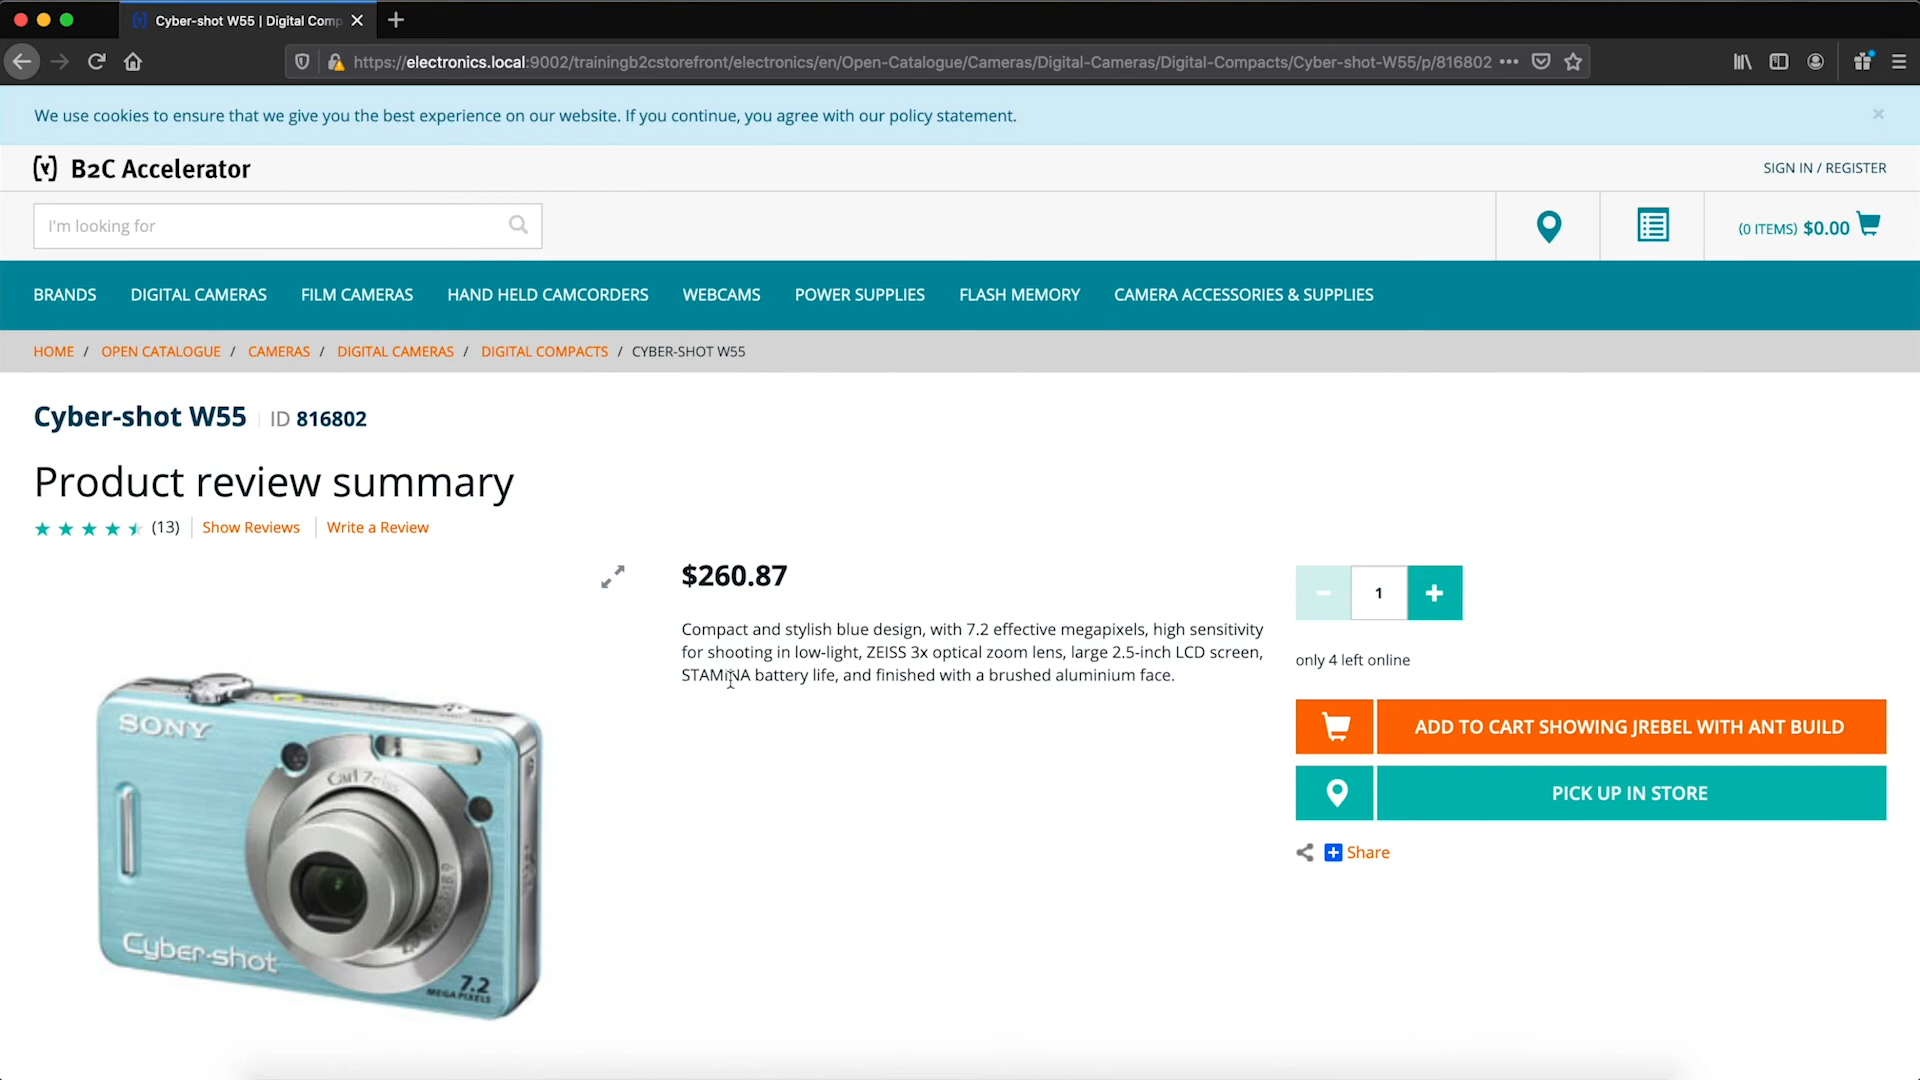 Cyber-shot W55 | Digital Comp
https://electronics.local:9002/trainingb2cstorefront/electronics/en/Open-Catalogue/Cameras/Digital-Cameras/Digital-Compacts/Cyber-shot-W55/p/816802
We use cookies to ensure that we give you the best experience on our website. If you continue, you agree with our policy statement.
B2C Accelerator
SIGN IN / REGISTER
I'm looking for
(0 ITEMS) $0.00
BRANDS DIGITAL CAMERAS FILM CAMERAS HAND HELD CAMCORDERS WEBCAMS POWER SUPPLIES FLASH MEMORY CAMERA ACCESSORIES & SUPPLIES
HOME / OPEN CATALOGUE / CAMERAS / DIGITAL CAMERAS / DIGITAL COMPACTS / CYBER-SHOT W55
Cyber-shot W55 ID 816802
Product review summary
(13) Show Reviews Write a Review
$260.87
Compact and stylish blue design, with 7.2 effective megapixels, high sensitivity
for shooting in low-light, ZEISS 3x optical zoom lens, large 2.5-inch LCD screen,
STAMINA battery life, and finished with a brushed aluminium face.
1
only 4 left online
ADD TO CART SHOWING JREBEL WITH ANT BUILD
PICK UP IN STORE
Share
SONY
Carl Zeiss
Cyber-shot
7.2
MEGA PIXELS